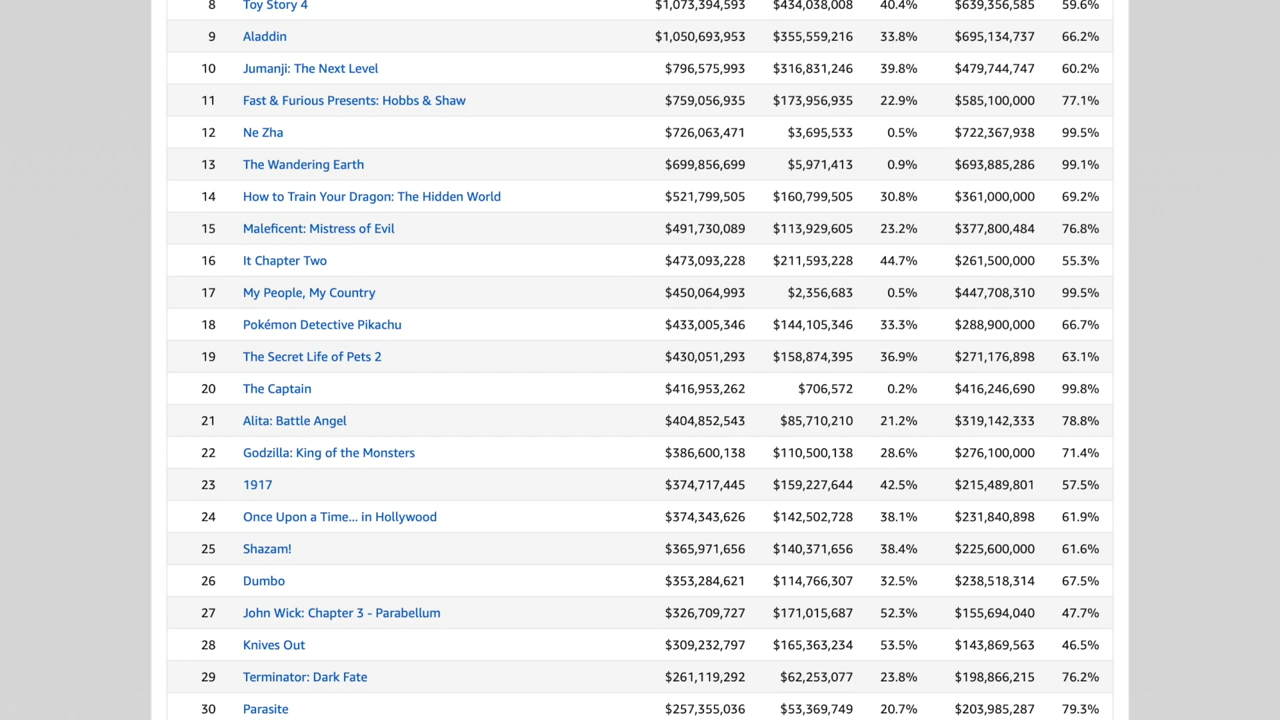 8 Toy Story 4 $1,073,394,593 $434,038,008 40.4% $639,356,585 59.6%
9 Aladdin $1,050,693,953 $355,559,216 33.8% $695,134,737 66.2%
10 Jumanji: The Next Level $796,575,993 $316,831,246 39.8% $479,744,747 60.2%
11 Fast & Furious Presents: Hobbs & Shaw $759,056,935 $173,956,935 22.9% $585,100,000 77.1%
12 Ne Zha $726,063,471 $3,695,533 0.5% $722,367,938 99.5%
13 The Wandering Earth $699,856,699 $5,971,413 0.9% $693,885,286 99.1%
14 How to Train Your Dragon: The Hidden World $521,799,505 $160,799,505 30.8% $361,000,000 69.2%
15 Maleficent: Mistress of Evil $491,730,089 $113,929,605 23.2% $377,800,484 76.8%
16 It Chapter Two $473,093,228 $211,593,228 44.7% $261,500,000 55.3%
17 My People, My Country $450,064,993 $2,356,683 0.5% $447,708,310 99.5%
18 Pokémon Detective Pikachu $433,005,346 $144,105,346 33.3% $288,900,000 66.7%
19 The Secret Life of Pets 2 $430,051,293 $158,874,395 36.9% $271,176,898 63.1%
20 The Captain $416,953,262 $706,572 0.2% $416,246,690 99.8%
21 Alita: Battle Angel $404,852,543 $85,710,210 21.2% $319,142,333 78.8%
22 Godzilla: King of the Monsters $386,600,138 $110,500,138 28.6% $276,100,000 71.4%
23 1917 $374,717,445 $159,227,644 42.5% $215,489,801 57.5%
24 Once Upon a Time... in Hollywood $374,343,626 $142,502,728 38.1% $231,840,898 61.9%
25 Shazam! $365,971,656 $140,371,656 38.4% $225,600,000 61.6%
26 Dumbo $353,284,621 $114,766,307 32.5% $238,518,314 67.5%
27 John Wick: Chapter 3 - Parabellum $326,709,727 $171,015,687 52.3% $155,694,040 47.7%
28 Knives Out $309,232,797 $165,363,234 53.5% $143,869,563 46.5%
29 Terminator: Dark Fate $261,119,292 $62,253,077 23.8% $198,866,215 76.2%
30 Parasite $257,355,036 $53,369,749 20.7% $203,985,287 79.3%